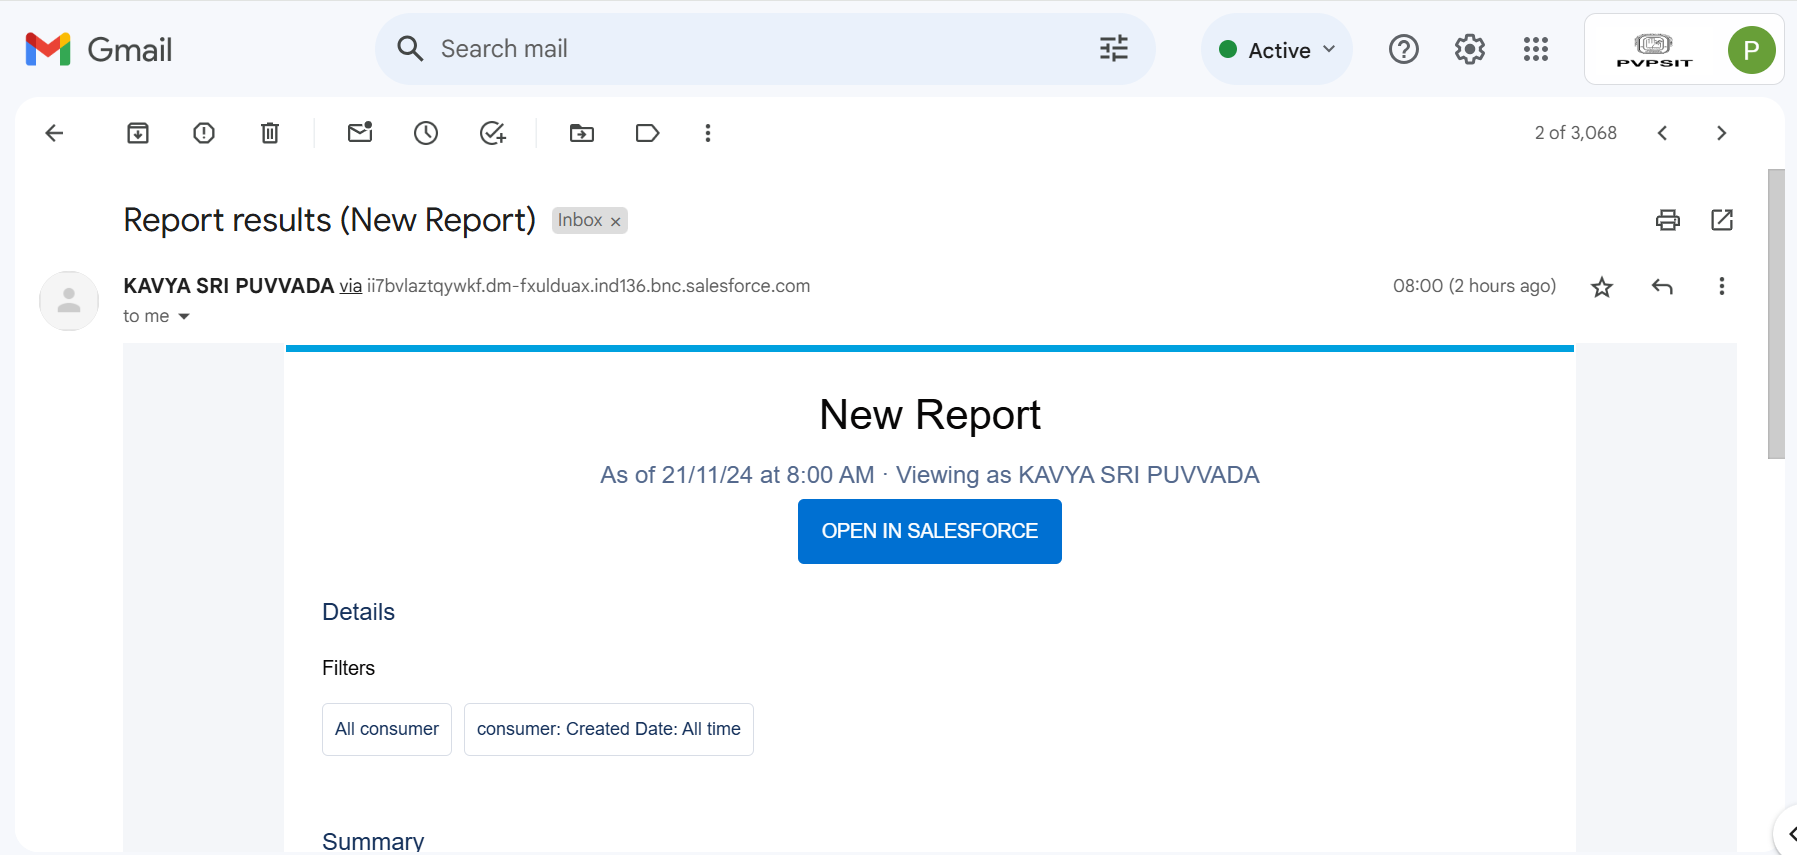 Gmail
Search mail
Active
PVPSIT
P
2 of 3,068
Report results (New Report) Inbox ×
KAVYA SRI PUVVADA via ii7bvlaztqywkf.dm-fxulduax.ind136.bnc.salesforce.com
08:00 (2 hours ago)
to me
New Report
As of 21/11/24 at 8:00 AM · Viewing as KAVYA SRI PUVVADA
OPEN IN SALESFORCE
Details
Filters
All consumer
consumer: Created Date: All time
Summary